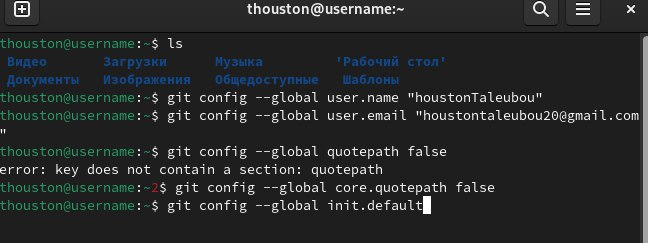 thouston@username:~
thouston@username:~$ ls
Видео Загрузки Музыка 'Рабочий стол'
Документы Изображения Общедоступные Шаблоны
thouston@username:~$ git config --global user.name "houstonTaleubou"
thouston@username:~$ git config --global user.email "houstontaleubou20@gmail.com
"
thouston@username:~$ git config --global quotepath false
error: key does not contain a section: quotepath
thouston@username:~2$ git config --global core.quotepath false
thouston@username:~$ git config --global init.default